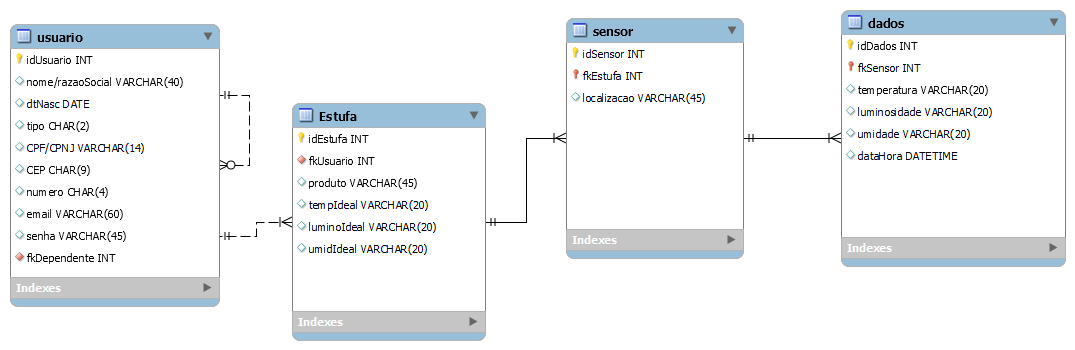 usuario
idUsuario INT
nome/razaoSocial VARCHAR(40)
dtNasc DATE
tipo CHAR(2)
CPF/CPNJ VARCHAR(14)
CEP CHAR(9)
numero CHAR(4)
email VARCHAR(60)
senha VARCHAR(45)
fkDependente INT
Indexes
Estufa
idEstufa INT
fkUsuario INT
produto VARCHAR(45)
tempIdeal VARCHAR(20)
luminoIdeal VARCHAR(20)
umidIdeal VARCHAR(20)
Indexes
sensor
idSensor INT
fkEstufa INT
localizacao VARCHAR(45)
Indexes
dados
idDados INT
fkSensor INT
temperatura VARCHAR(20)
luminosidade VARCHAR(20)
umidade VARCHAR(20)
dataHora DATETIME
Indexes